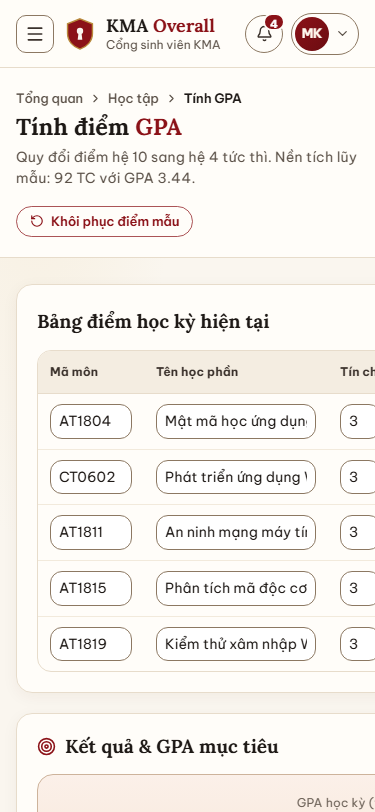 KMA Overall
Cổng sinh viên KMA
4
MK
Tổng quan > Học tập > Tính GPA
Tính điểm GPA
Quy đổi điểm hệ 10 sang hệ 4 tức thì. Nền tích lũy
mẫu: 92 TC với GPA 3.44.
Khôi phục điểm mẫu
Bảng điểm học kỳ hiện tại
Mã môn Tên học phần Tín
AT1804 Mật mã học ứng dụng 3
CT0602 Phát triển ứng dụng 3
AT1811 An ninh mạng máy 3
AT1815 Phân tích mã độc cơ 3
AT1819 Kiểm thử xâm nhập 3
Kết quả & GPA mục tiêu
GPA học kỳ